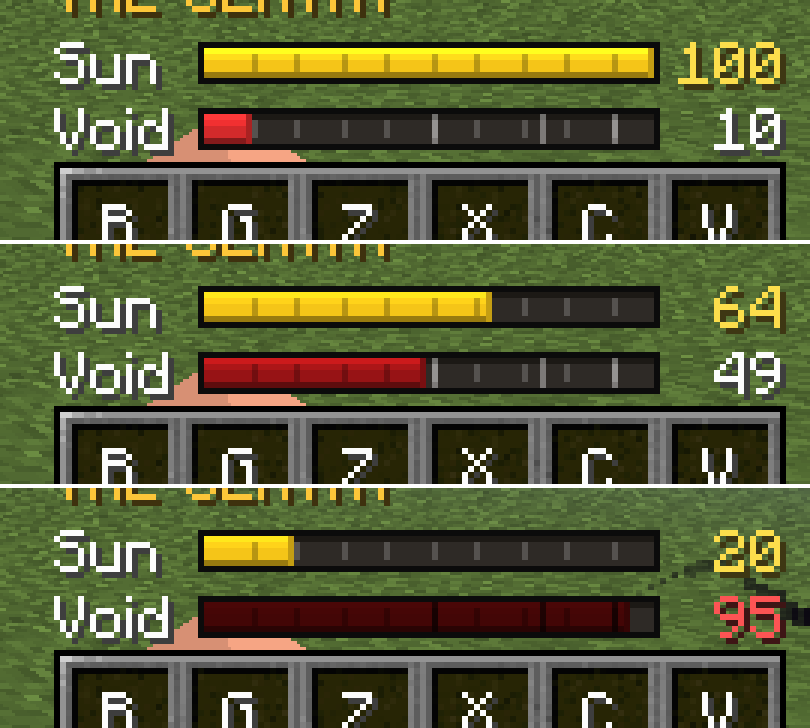 Sun 100
Void 10
R G Z X C V
Sun 64
Void 49
R G Z X C V
Sun 20
Void 95
R G Z X C V